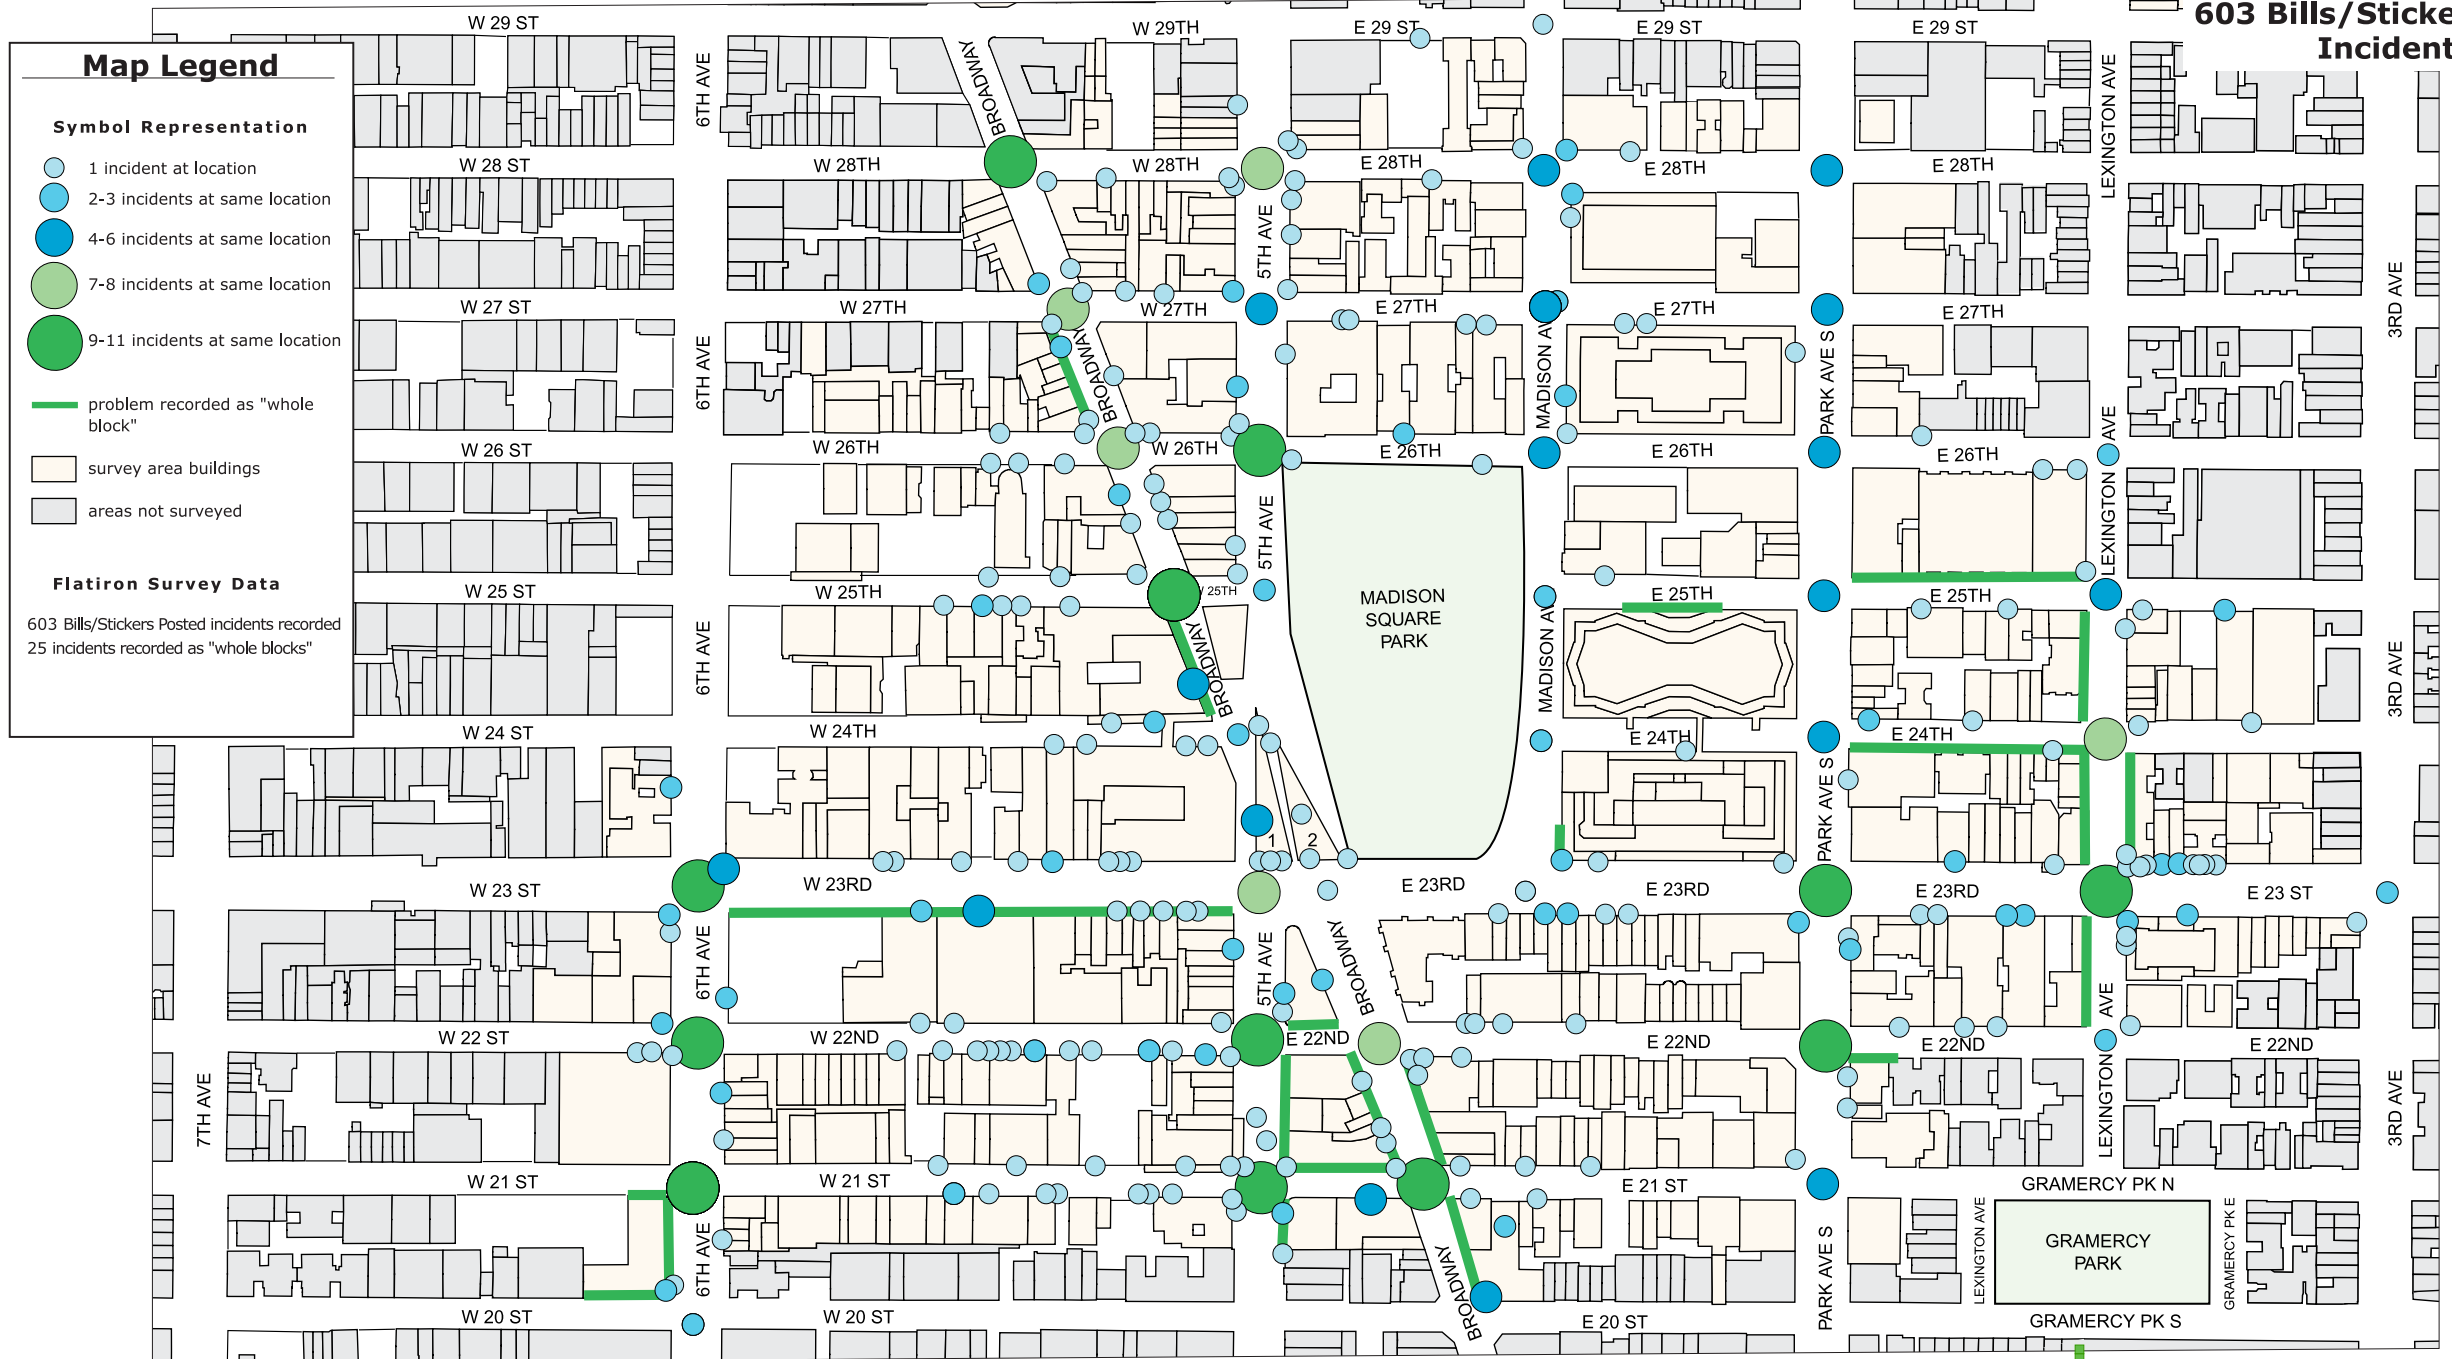 603 Bills/Sticke
Incident
Map Legend
Symbol Representation
1 incident at location
2-3 incidents at same location
4-6 incidents at same location
7-8 incidents at same location
9-11 incidents at same location
problem recorded as "whole
block"
survey area buildings
areas not surveyed
Flatiron Survey Data
603 Bills/Stickers Posted incidents recorded
25 incidents recorded as "whole blocks"
W 29 ST
W 29TH
E 29 ST
E 29 ST
E 29 ST
6TH AVE
BROADWAY
LEXINGTON AVE
W 28 ST
W 28TH
W 28TH
E 28TH
E 28TH
E 28TH
5TH AVE
3RD AVE
W 27 ST
W 27TH
W 27TH
E 27TH
E 27TH
E 27TH
6TH AVE
BROADWAY
MADISON AV
PARK AVE S
LEXINGTON AVE
W 26 ST
W 26TH
W 26TH
E 26TH
E 26TH
E 26TH
5TH AVE
MADISON
SQUARE
PARK
W 25 ST
W 25TH
25TH
E 25TH
E 25TH
6TH AVE
BROADWAY
MADISON AV
3RD AVE
W 24 ST
W 24TH
E 24TH
E 24TH
PARK AVE S
1
2
W 23 ST
W 23RD
E 23RD
E 23RD
E 23RD
E 23 ST
6TH AVE
5TH AVE
BROADWAY
LEXINGTON AVE
W 22 ST
W 22ND
E 22ND
E 22ND
E 22ND
E 22ND
7TH AVE
3RD AVE
W 21 ST
W 21 ST
E 21 ST
GRAMERCY PK N
6TH AVE
BROADWAY
PARK AVE S
LEXINGTON AVE
GRAMERCY
PARK
GRAMERCY PK E
W 20 ST
W 20 ST
E 20 ST
GRAMERCY PK S